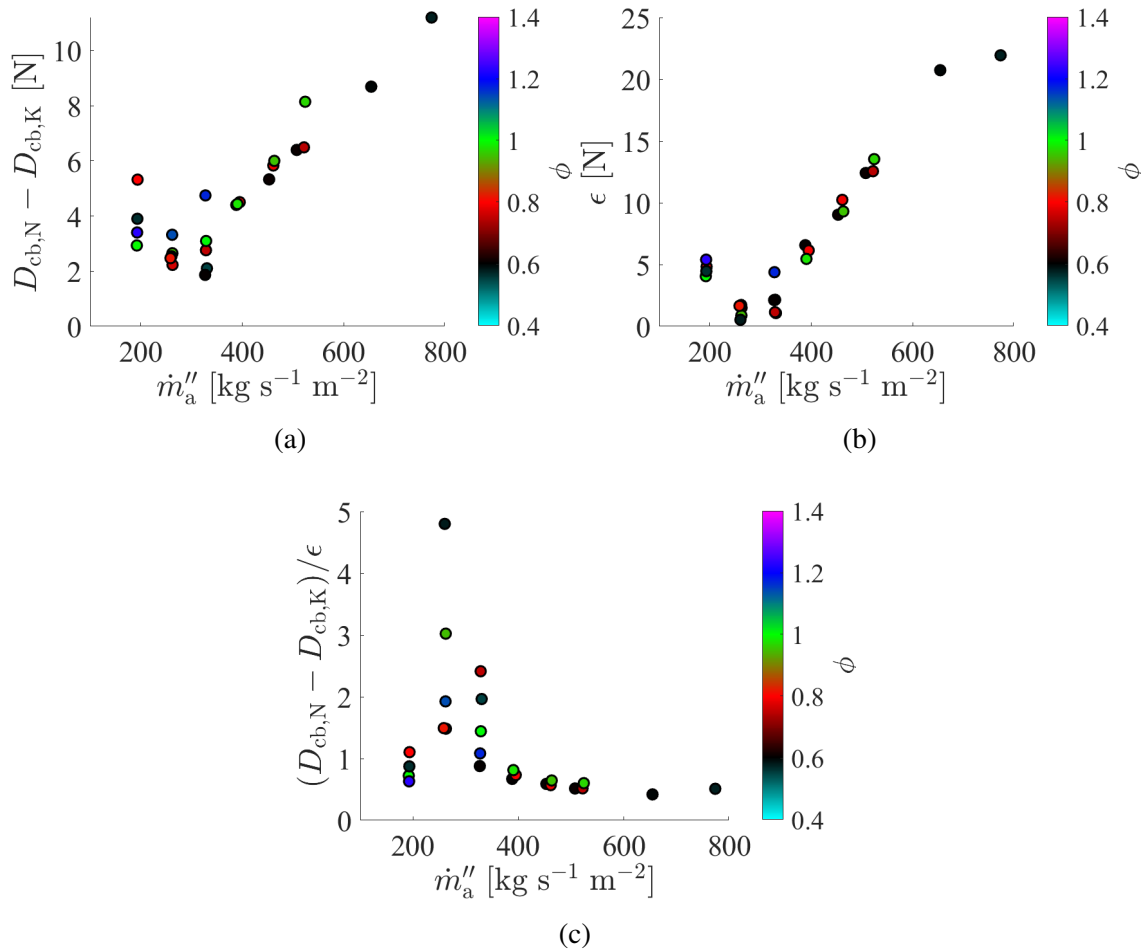 10
8
6
4
2
0
D_cb,N − D_cb,K [N]
200 400 600 800
ṁ″_a [kg s⁻¹ m⁻²]
1.4
1.2
1
0.8
0.6
0.4
ϕ
(a)
25
20
15
10
5
0
ϵ [N]
200 400 600 800
ṁ″_a [kg s⁻¹ m⁻²]
1.4
1.2
1
0.8
0.6
0.4
ϕ
(b)
5
4
3
2
1
0
(D_cb,N − D_cb,K)/ϵ
200 400 600 800
ṁ″_a [kg s⁻¹ m⁻²]
1.4
1.2
1
0.8
0.6
0.4
ϕ
(c)